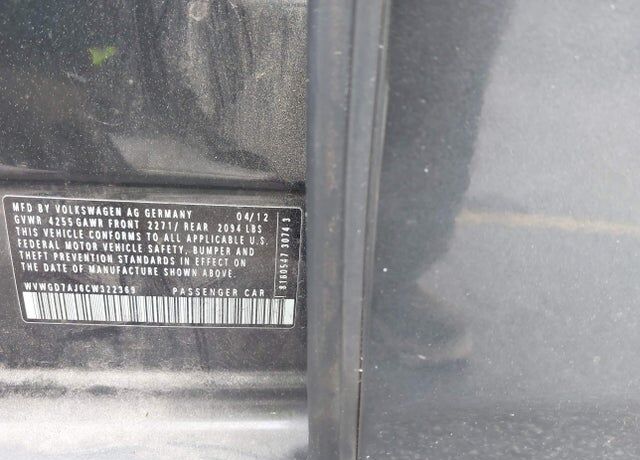 MFD BY VOLKSWAGEN AG GERMANY 04/12
GVWR 4255 GAWR FRONT 2271/ REAR 2094 LBS
THIS VEHICLE CONFORMS TO ALL APPLICABLE U.S.
FEDERAL MOTOR VEHICLE SAFETY, BUMPER AND
THEFT PREVENTION STANDARDS IN EFFECT ON
THE DATE OF MANUFACTURE SHOWN ABOVE.
WVWGD7AJ6CW322369 PASSENGER CAR